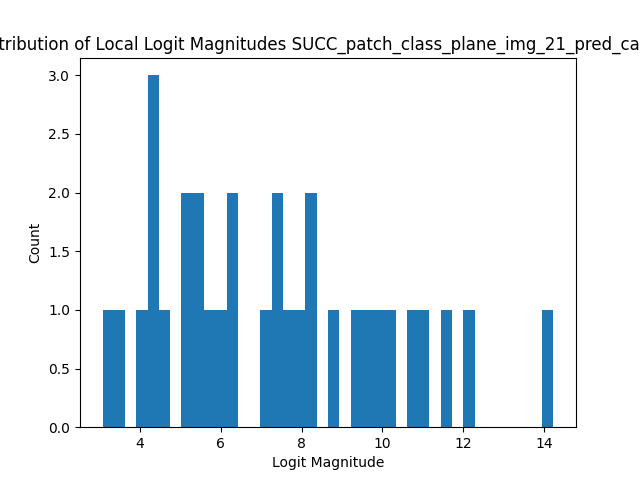 tribution of Local Logit Magnitudes SUCC_patch_class_plane_img_21_pred_ca
3.0
2.5
2.0
1.5
1.0
0.5
0.0
Count
4 6 8 10 12 14
Logit Magnitude